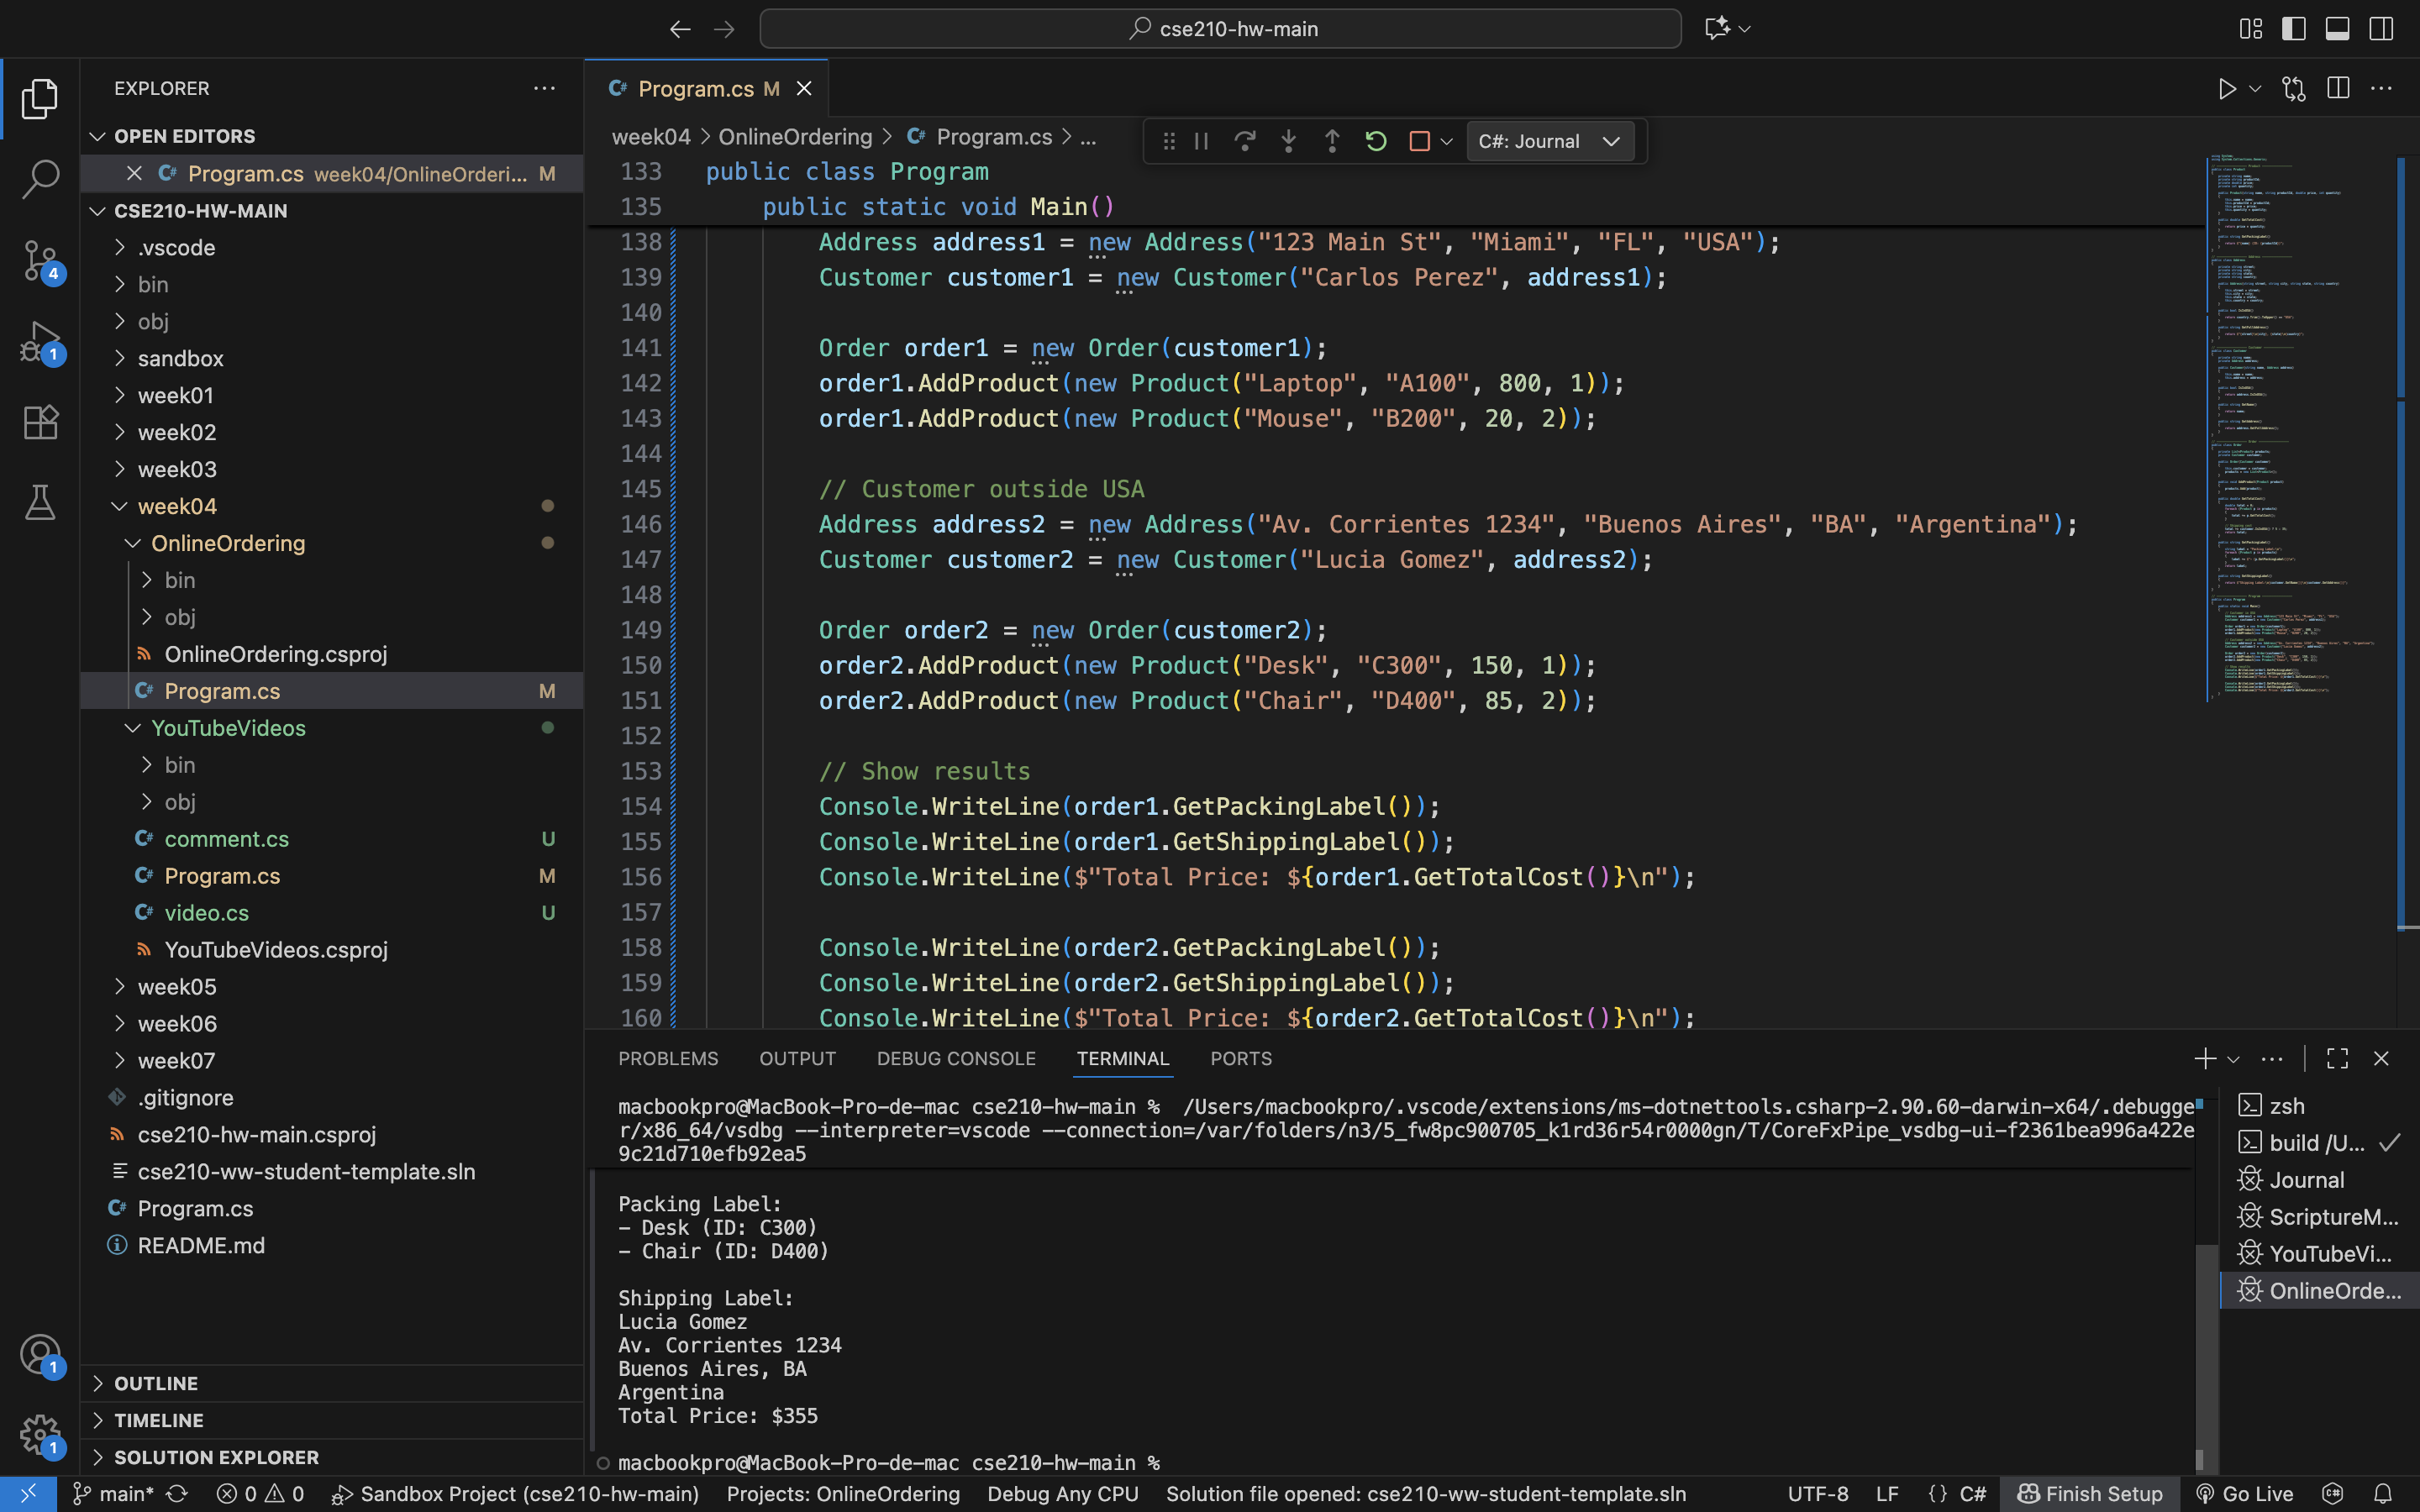 cse210-hw-main
EXPLORER
Program.cs M
OPEN EDITORS
week04 > OnlineOrdering > Program.cs > ...
C#: Journal
Program.cs week04/OnlineOrderi... M
CSE210-HW-MAIN
.vscode
bin
obj
sandbox
week01
week02
week03
week04
OnlineOrdering
bin
obj
OnlineOrdering.csproj
Program.cs M
YouTubeVideos
bin
obj
comment.cs U
Program.cs M
video.cs U
YouTubeVideos.csproj
week05
week06
week07
.gitignore
cse210-hw-main.csproj
cse210-ww-student-template.sln
Program.cs
README.md
OUTLINE
TIMELINE
SOLUTION EXPLORER
4
1
1
1
133 public class Program
135 public static void Main()
138 Address address1 = new Address("123 Main St", "Miami", "FL", "USA");
139 Customer customer1 = new Customer("Carlos Perez", address1);
140
141 Order order1 = new Order(customer1);
142 order1.AddProduct(new Product("Laptop", "A100", 800, 1));
143 order1.AddProduct(new Product("Mouse", "B200", 20, 2));
144
145 // Customer outside USA
146 Address address2 = new Address("Av. Corrientes 1234", "Buenos Aires", "BA", "Argentina");
147 Customer customer2 = new Customer("Lucia Gomez", address2);
148
149 Order order2 = new Order(customer2);
150 order2.AddProduct(new Product("Desk", "C300", 150, 1));
151 order2.AddProduct(new Product("Chair", "D400", 85, 2));
152
153 // Show results
154 Console.WriteLine(order1.GetPackingLabel());
155 Console.WriteLine(order1.GetShippingLabel());
156 Console.WriteLine($"Total Price: ${order1.GetTotalCost()}\n");
157
158 Console.WriteLine(order2.GetPackingLabel());
159 Console.WriteLine(order2.GetShippingLabel());
160 Console.WriteLine($"Total Price: ${order2.GetTotalCost()}\n");
PROBLEMS OUTPUT DEBUG CONSOLE TERMINAL PORTS
macbookpro@MacBook-Pro-de-mac cse210-hw-main % /Users/macbookpro/.vscode/extensions/ms-dotnettools.csharp-2.90.60-darwin-x64/.debugge
r/x86_64/vsdbg --interpreter=vscode --connection=/var/folders/n3/5_fw8pc900705_k1rd36r54r0000gn/T/CoreFxPipe_vsdbg-ui-f2361bea996a422e
9c21d710efb92ea5
Packing Label:
- Desk (ID: C300)
- Chair (ID: D400)
Shipping Label:
Lucia Gomez
Av. Corrientes 1234
Buenos Aires, BA
Argentina
Total Price: $355
macbookpro@MacBook-Pro-de-mac cse210-hw-main %
zsh
build /U...
Journal
ScriptureM...
YouTubeVi...
OnlineOrde...
main* 0 0 Sandbox Project (cse210-hw-main) Projects: OnlineOrdering Debug Any CPU Solution file opened: cse210-ww-student-template.sln UTF-8 LF {} C# Finish Setup Go Live